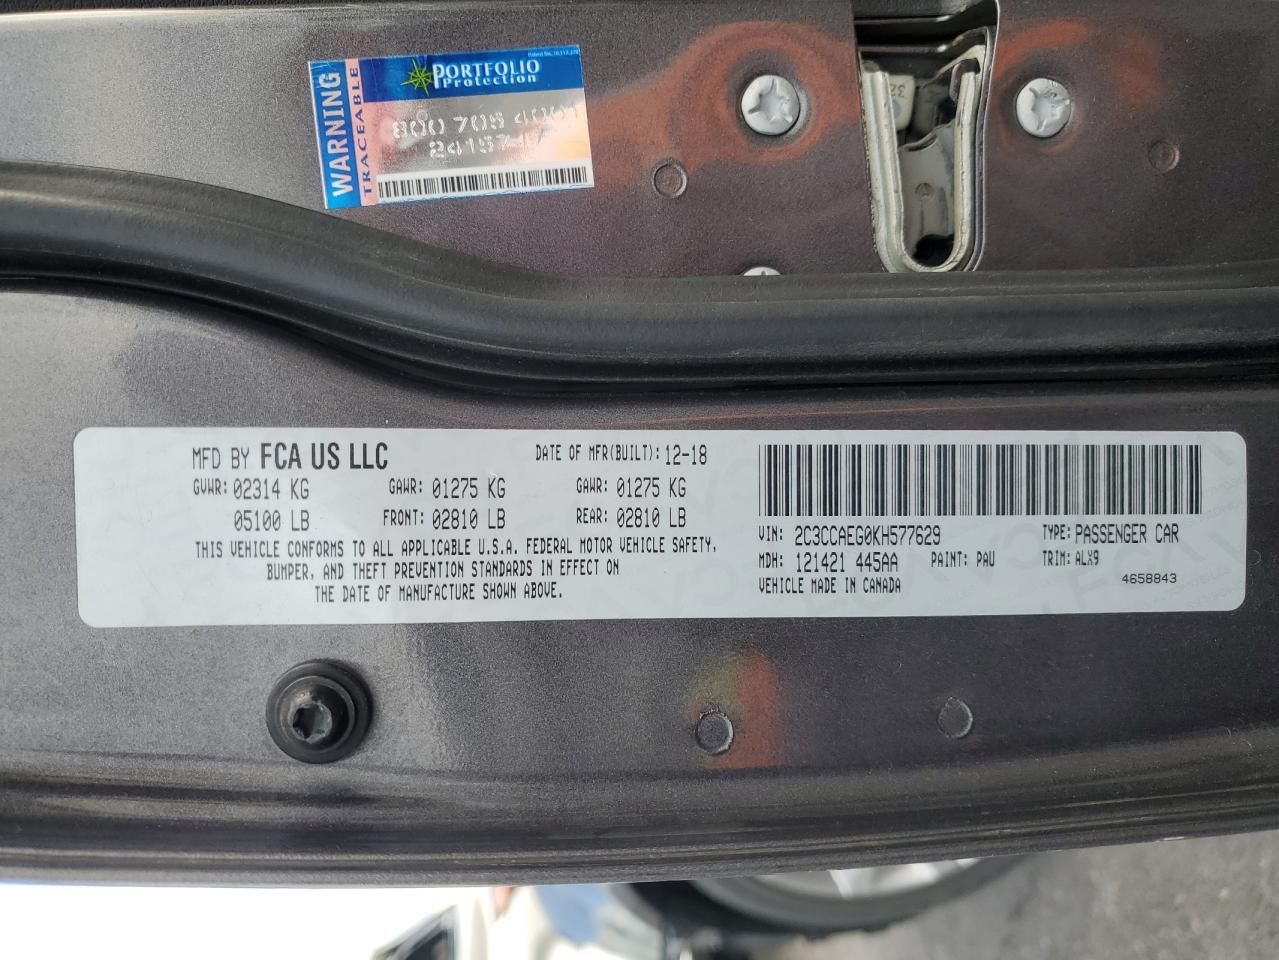 WARNING
TRACEABLE
PORTFOLIO
Protection
MFD BY FCA US LLC
DATE OF MFR(BUILT): 12-18
GVWR: 02314 KG GAWR: 01275 KG GAWR: 01275 KG
05100 LB FRONT: 02810 LB REAR: 02810 LB
THIS VEHICLE CONFORMS TO ALL APPLICABLE U.S.A. FEDERAL MOTOR VEHICLE SAFETY,
BUMPER, AND THEFT PREVENTION STANDARDS IN EFFECT ON
THE DATE OF MANUFACTURE SHOWN ABOVE.
VIN: 2C3CCAEG0KH577629 TYPE: PASSENGER CAR
MDH: 121421 445AA PAINT: PAU TRIM: ALX9
VEHICLE MADE IN CANADA 4658843